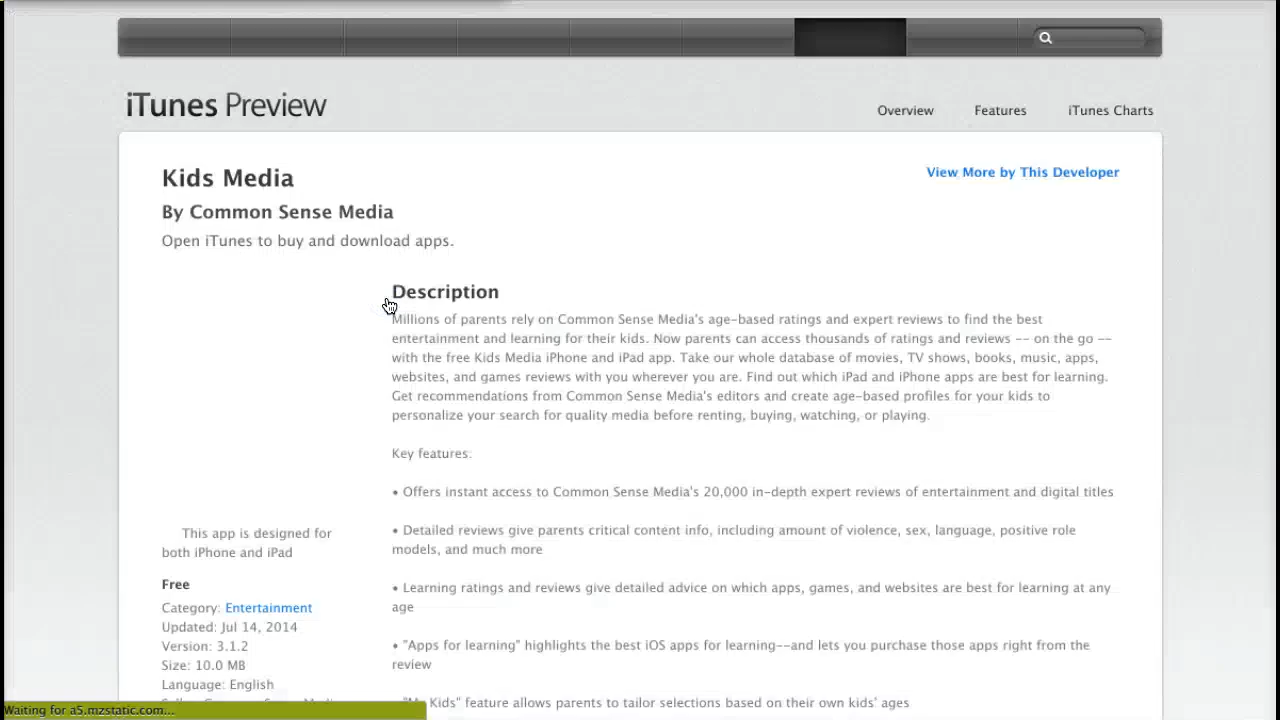 iTunes Preview
Overview
Features
iTunes Charts
Kids Media
View More by This Developer
By Common Sense Media
Open iTunes to buy and download apps.
Description
Millions of parents rely on Common Sense Media's age-based ratings and expert reviews to find the best
entertainment and learning for their kids. Now parents can access thousands of ratings and reviews -- on the go --
with the free Kids Media iPhone and iPad app. Take our whole database of movies, TV shows, books, music, apps,
websites, and games reviews with you wherever you are. Find out which iPad and iPhone apps are best for learning.
Get recommendations from Common Sense Media's editors and create age-based profiles for your kids to
personalize your search for quality media before renting, buying, watching, or playing.
Key features:
• Offers instant access to Common Sense Media's 20,000 in-depth expert reviews of entertainment and digital titles
• Detailed reviews give parents critical content info, including amount of violence, sex, language, positive role
models, and much more
• Learning ratings and reviews give detailed advice on which apps, games, and websites are best for learning at any
age
• "Apps for learning" highlights the best iOS apps for learning--and lets you purchase those apps right from the
review
Kids" feature allows parents to tailor selections based on their own kids' ages
This app is designed for
both iPhone and iPad
Free
Category: Entertainment
Updated: Jul 14, 2014
Version: 3.1.2
Size: 10.0 MB
Language: English
Waiting for a5.mzstatic.com...